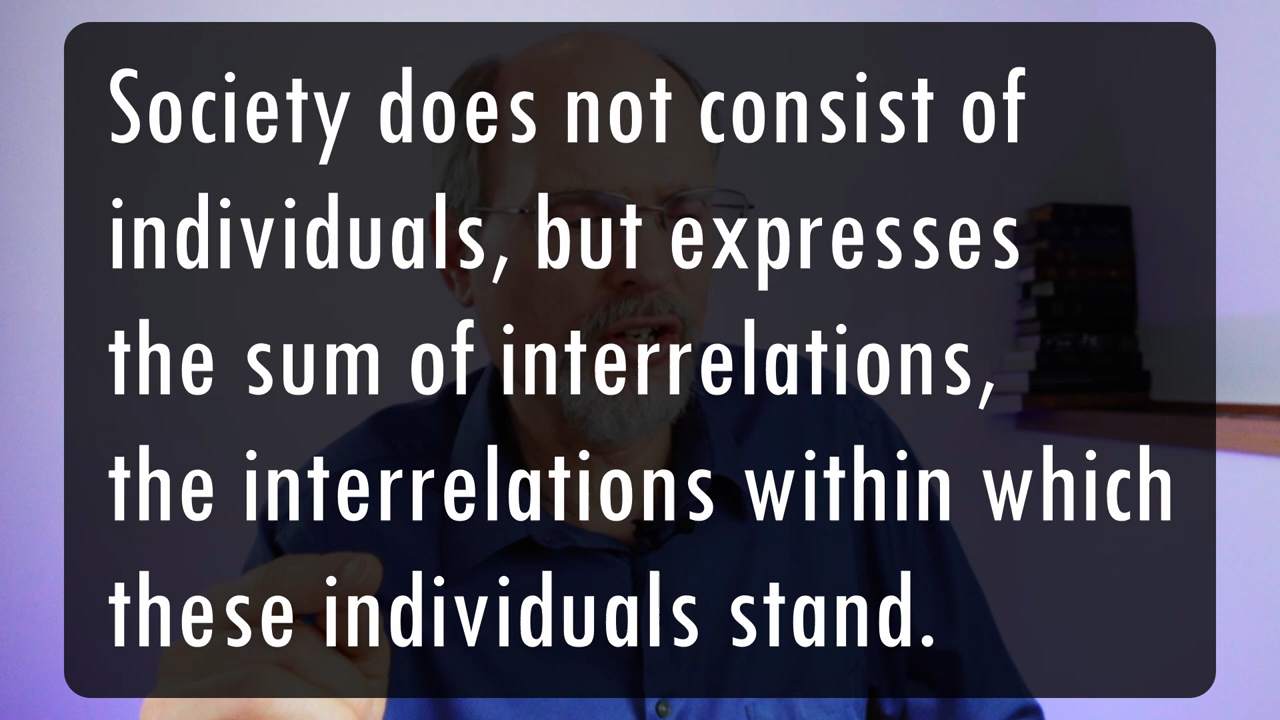 Society does not consist of
individuals, but expresses
the sum of interrelations,
the interrelations within which
these individuals stand.